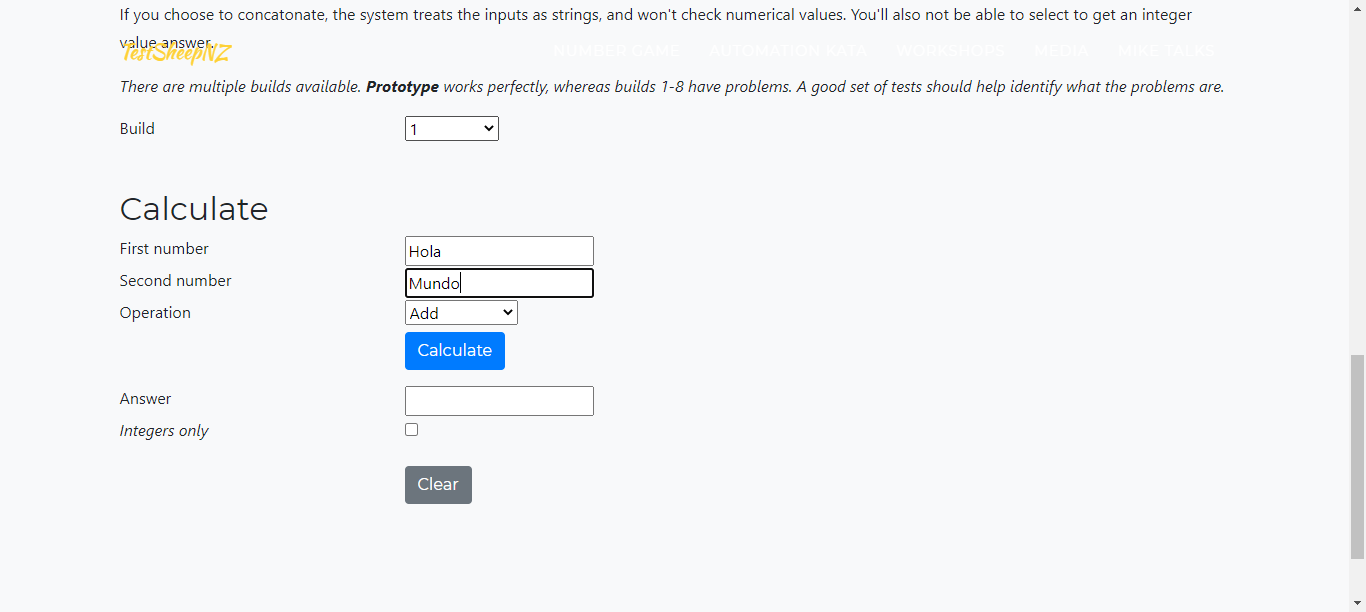 If you choose to concatonate, the system treats the inputs as strings, and won't check numerical values. You'll also not be able to select to get an integer
value answer.
TestSheepNZ NUMBER GAME AUTOMATION KATAS WORKSHOPS MEDIA MIKE TALKS
There are multiple builds available. Prototype works perfectly, whereas builds 1-8 have problems. A good set of tests should help identify what the problems are.
Build 1
Calculate
First number Hola
Second number Mundo
Operation Add
Calculate
Answer
Integers only
Clear